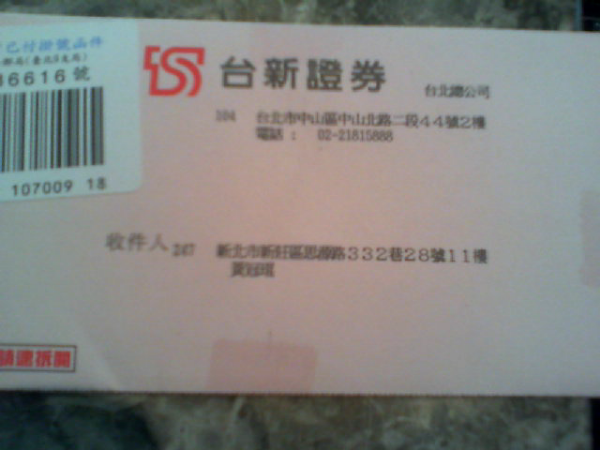 已付掛號函件
16616號
107009 18
台新證券
台北總公司
104 台北市中山區中山北路二段44號2樓
電話: 02-21815888
收件人 247 新北市新莊區思源路332巷28號11樓
請速拆閱